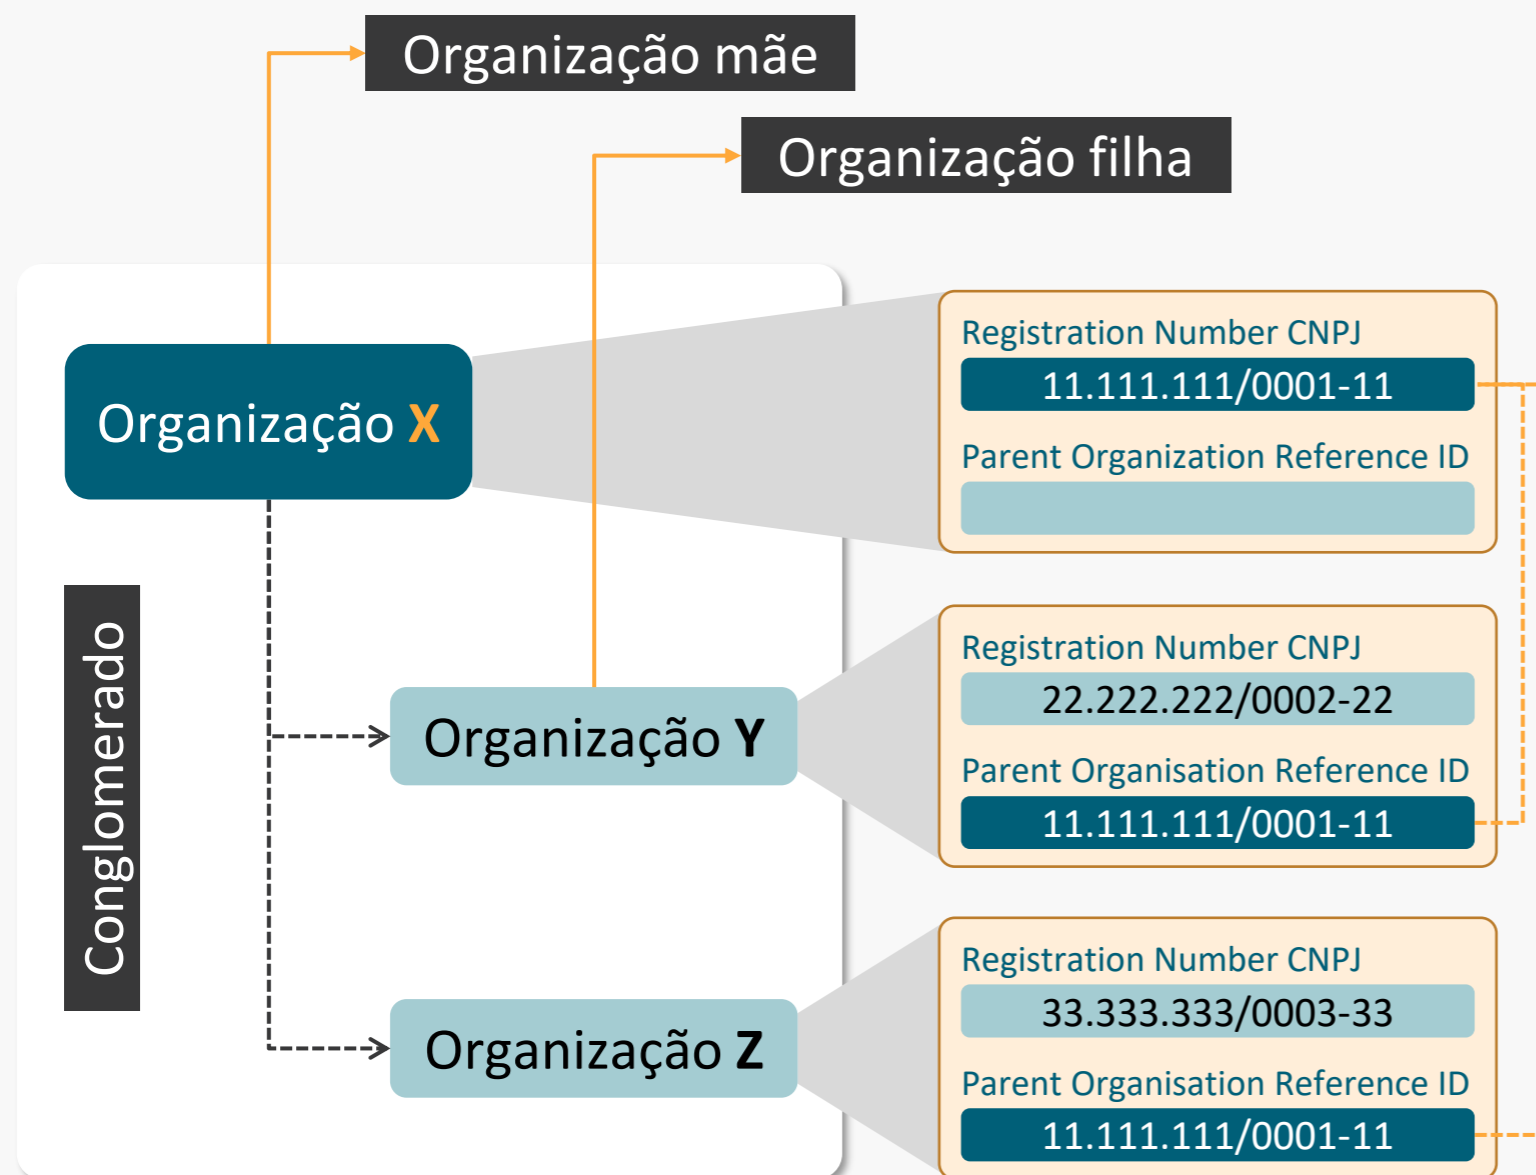 Organização mãe
Organização filha
Organização X
Registration Number CNPJ
11.111.111/0001-11
Parent Organization Reference ID
Conglomerado
Organização Y
Registration Number CNPJ
22.222.222/0002-22
Parent Organisation Reference ID
11.111.111/0001-11
Organização Z
Registration Number CNPJ
33.333.333/0003-33
Parent Organisation Reference ID
11.111.111/0001-11